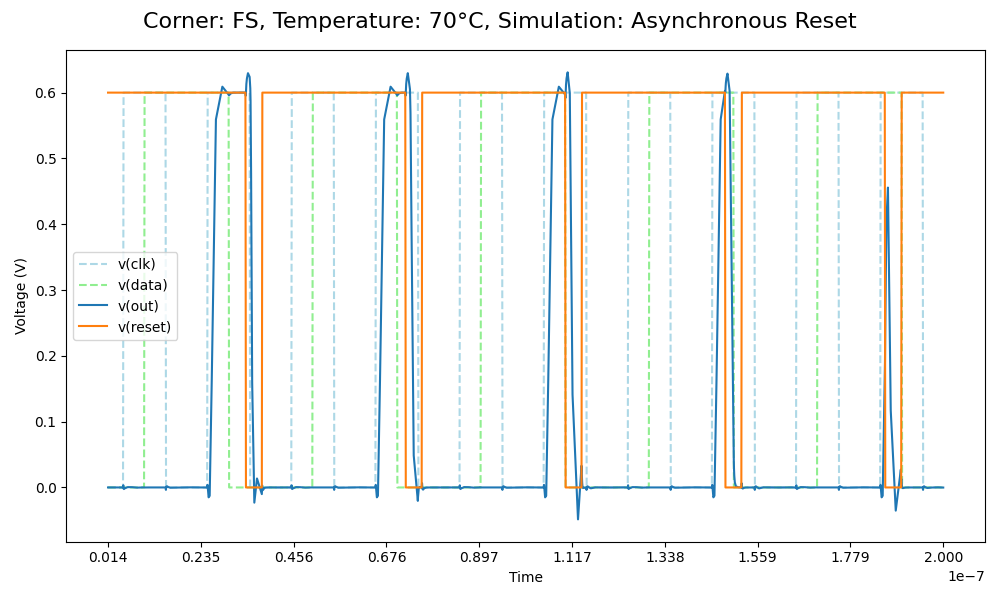 Corner: FS, Temperature: 70°C, Simulation: Asynchronous Reset
Voltage (V)
0.6
0.5
0.4
0.3
0.2
0.1
0.0
v(clk)
v(data)
v(out)
v(reset)
0.014 0.235 0.456 0.676 0.897 1.117 1.338 1.559 1.779 2.000
1e−7
Time